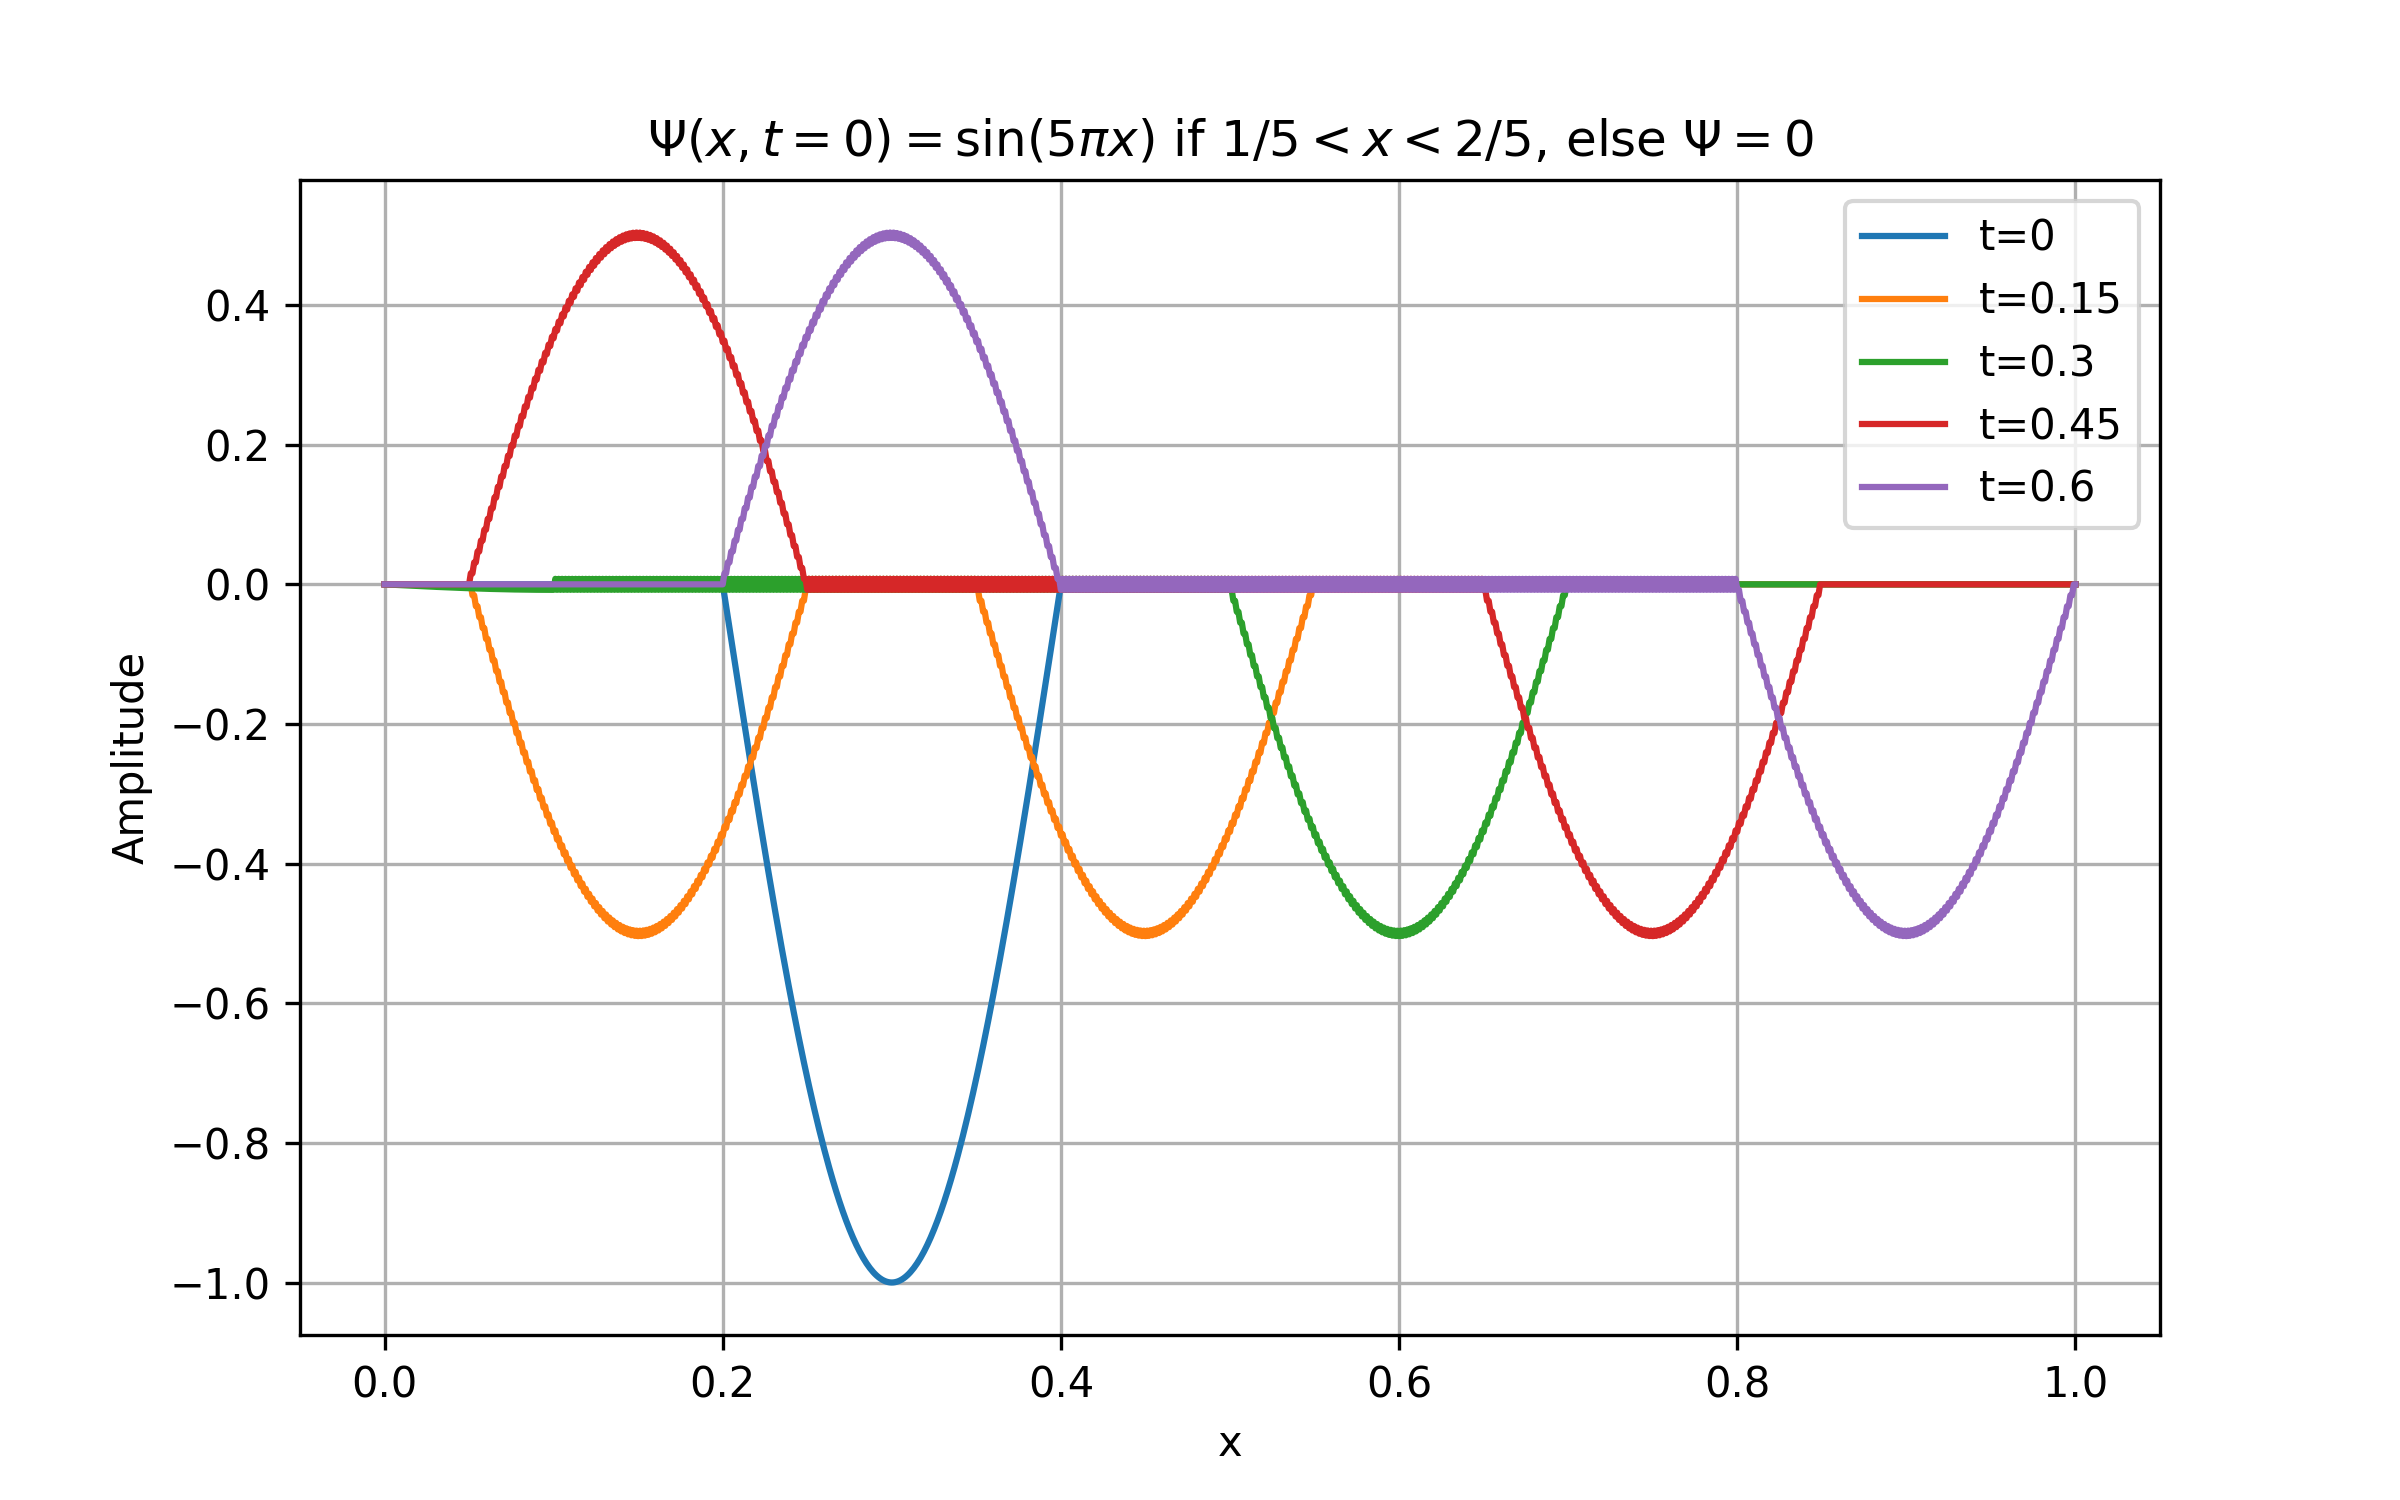 Ψ(x, t = 0) = sin(5πx) if 1/5 < x < 2/5, else Ψ = 0
t=0
t=0.15
t=0.3
t=0.45
t=0.6
0.4
0.2
0.0
−0.2
−0.4
−0.6
−0.8
−1.0
Amplitude
0.0 0.2 0.4 0.6 0.8 1.0
x